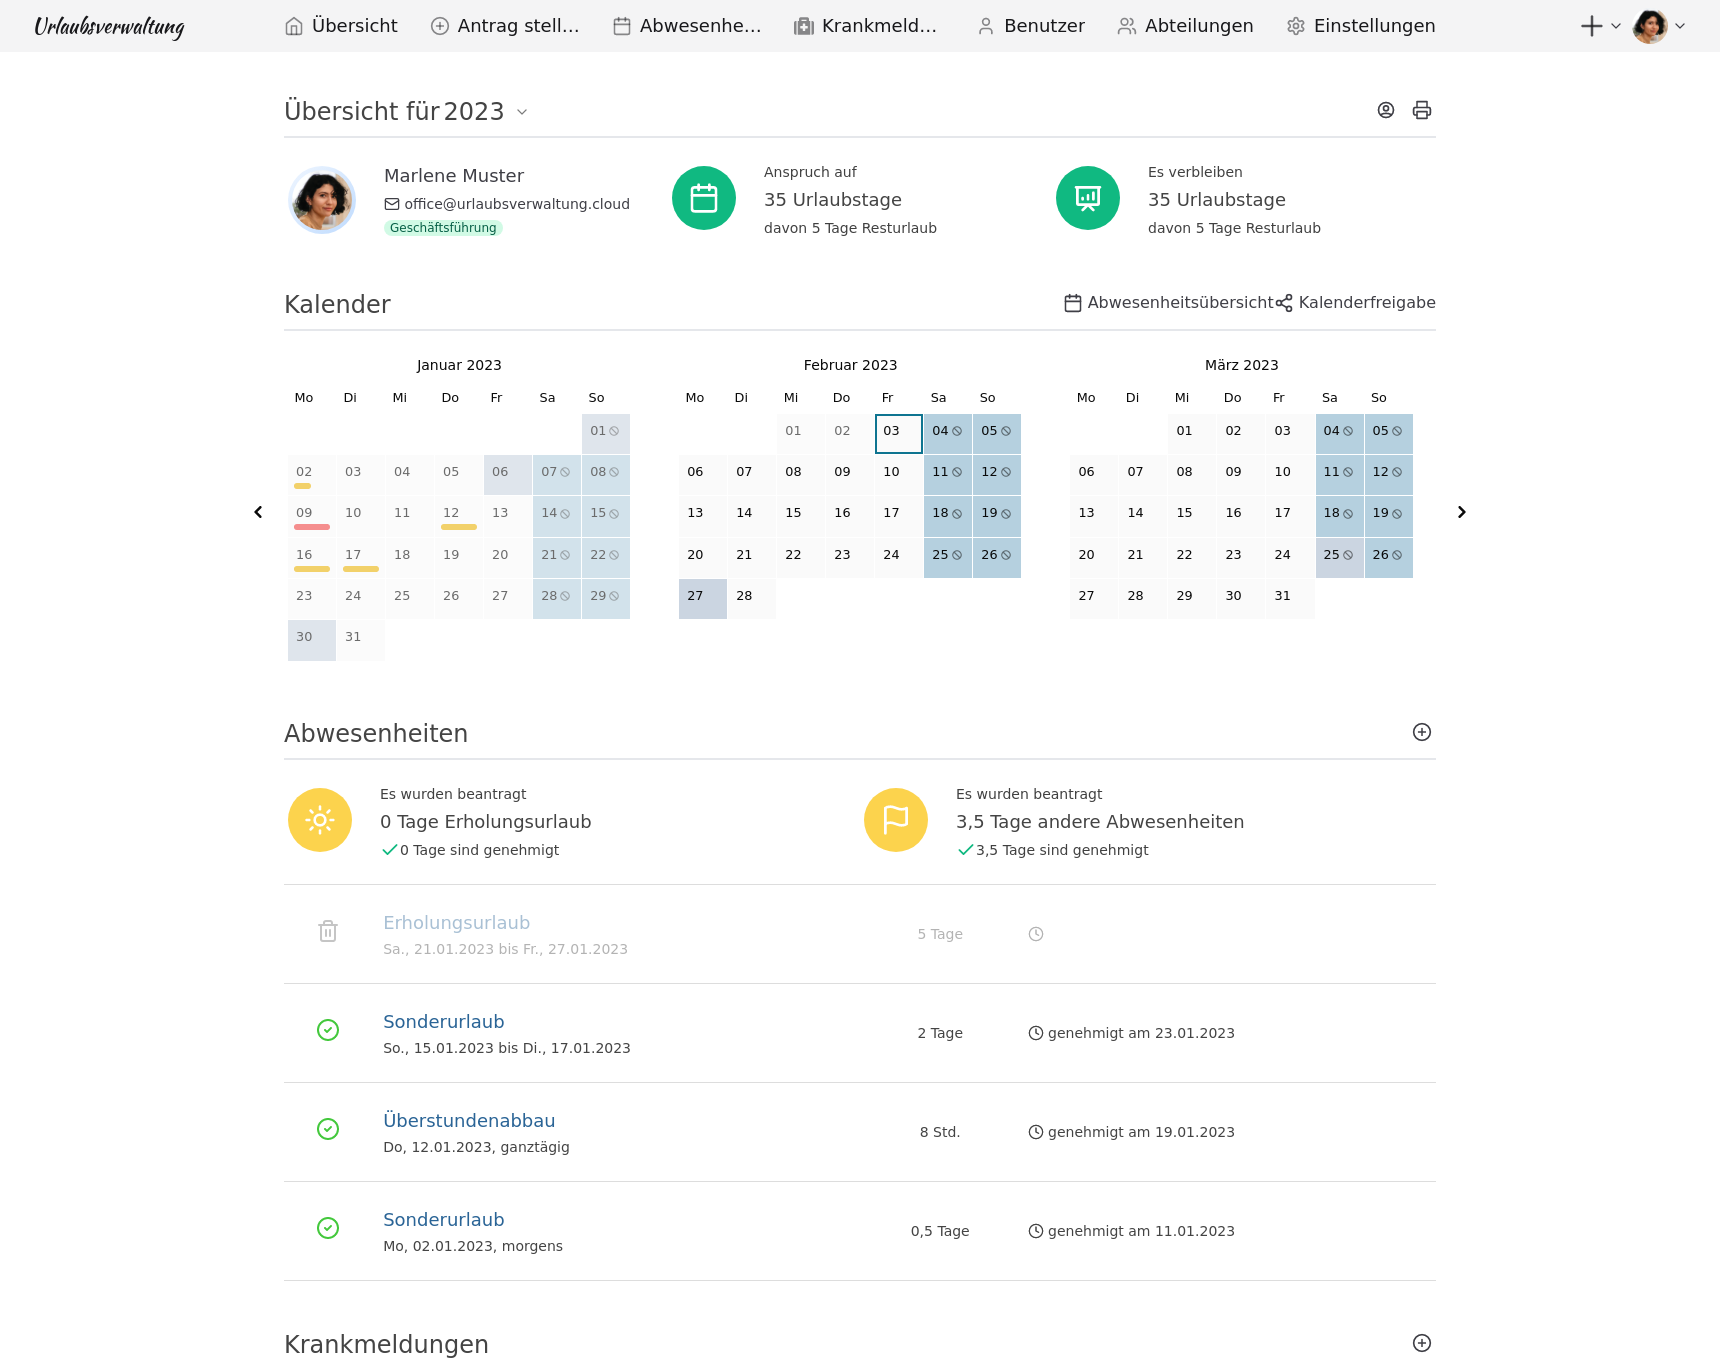 Urlaubsverwaltung
Übersicht
Antrag stell…
Abwesenhe…
Krankmeld…
Benutzer
Abteilungen
Einstellungen
Übersicht für 2023
Marlene Muster
office@urlaubsverwaltung.cloud
Geschäftsführung
Anspruch auf
35 Urlaubstage
davon 5 Tage Resturlaub
Es verbleiben
35 Urlaubstage
davon 5 Tage Resturlaub
Kalender
Abwesenheitsübersicht
Kalenderfreigabe
Januar 2023
Mo Di Mi Do Fr Sa So
01
02 03 04 05 06 07 08
09 10 11 12 13 14 15
16 17 18 19 20 21 22
23 24 25 26 27 28 29
30 31
Februar 2023
Mo Di Mi Do Fr Sa So
01 02 03 04 05
06 07 08 09 10 11 12
13 14 15 16 17 18 19
20 21 22 23 24 25 26
27 28
März 2023
Mo Di Mi Do Fr Sa So
01 02 03 04 05
06 07 08 09 10 11 12
13 14 15 16 17 18 19
20 21 22 23 24 25 26
27 28 29 30 31
Abwesenheiten
Es wurden beantragt
0 Tage Erholungsurlaub
0 Tage sind genehmigt
Es wurden beantragt
3,5 Tage andere Abwesenheiten
3,5 Tage sind genehmigt
Erholungsurlaub
Sa., 21.01.2023 bis Fr., 27.01.2023
5 Tage
Sonderurlaub
So., 15.01.2023 bis Di., 17.01.2023
2 Tage
genehmigt am 23.01.2023
Überstundenabbau
Do, 12.01.2023, ganztägig
8 Std.
genehmigt am 19.01.2023
Sonderurlaub
Mo, 02.01.2023, morgens
0,5 Tage
genehmigt am 11.01.2023
Krankmeldungen